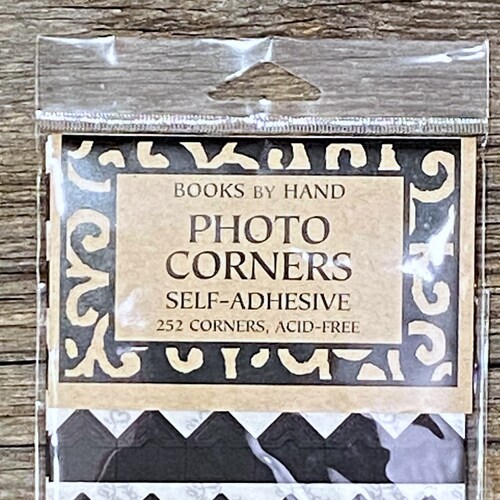 BOOKS BY HAND
PHOTO
CORNERS
SELF-ADHESIVE
252 CORNERS, ACID-FREE